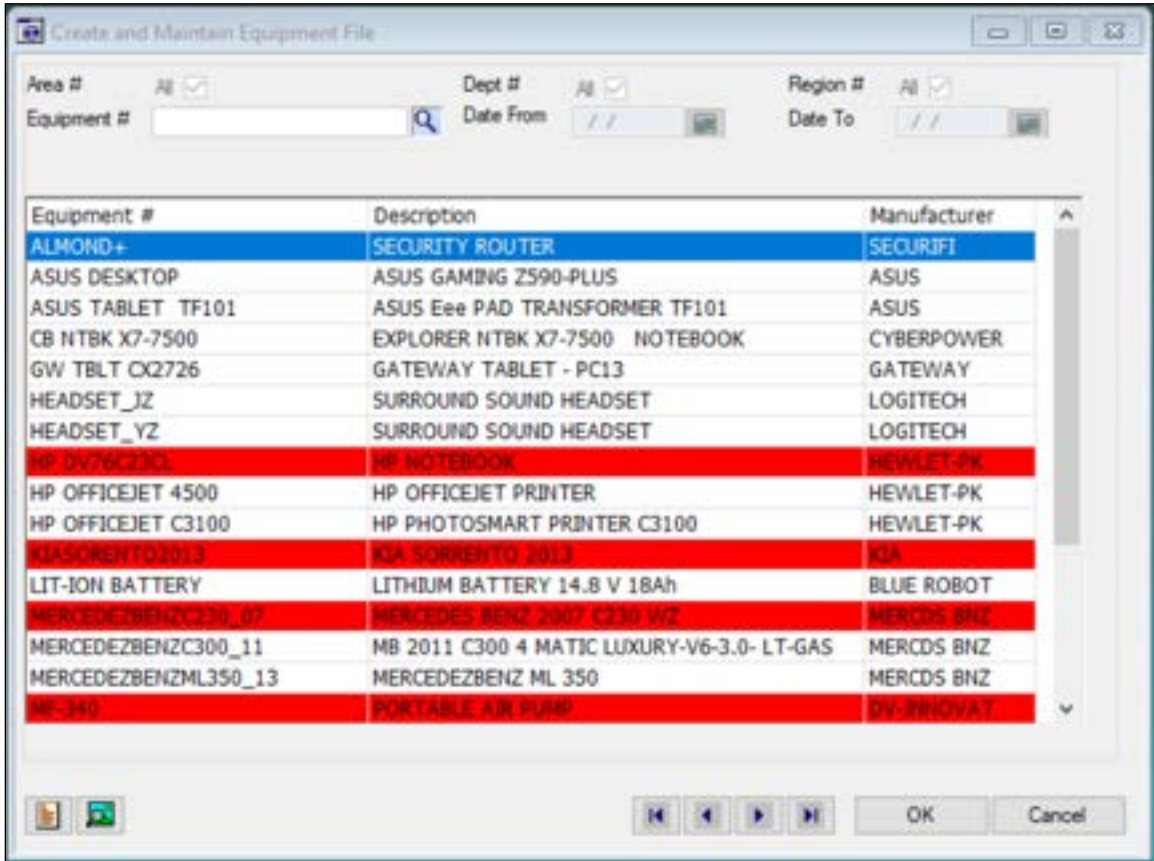 Create and Maintain Equipment File
Area # All Dept # All Region # All
Equipment # Date From / / Date To / /
Equipment # Description Manufacturer
ALMOND+ SECURITY ROUTER SECURIFI
ASUS DESKTOP ASUS GAMING Z590-PLUS ASUS
ASUS TABLET TF101 ASUS Eee PAD TRANSFORMER TF101 ASUS
CB NTBK X7-7500 EXPLORER NTBK X7-7500 NOTEBOOK CYBERPOWER
GW TBLT CX2726 GATEWAY TABLET - PC13 GATEWAY
HEADSET_JZ SURROUND SOUND HEADSET LOGITECH
HEADSET_YZ SURROUND SOUND HEADSET LOGITECH
HP DV76C23CL HP NOTEBOOK HEWLET-PK
HP OFFICEJET 4500 HP OFFICEJET PRINTER HEWLET-PK
HP OFFICEJET C3100 HP PHOTOSMART PRINTER C3100 HEWLET-PK
KIASORENTO2013 KIA SORRENTO 2013 KIA
LIT-ION BATTERY LITHIUM BATTERY 14.8 V 18Ah BLUE ROBOT
MERCEDEZBENZC230_07 MERCEDES BENZ 2007 C230 WZ MERCDS BNZ
MERCEDEZBENZC300_11 MB 2011 C300 4 MATIC LUXURY-V6-3.0- LT-GAS MERCDS BNZ
MERCEDEZBENZML350_13 MERCEDEZBENZ ML 350 MERCDS BNZ
MF-340 PORTABLE AIR PUMP DV-INNOVAT
OK Cancel